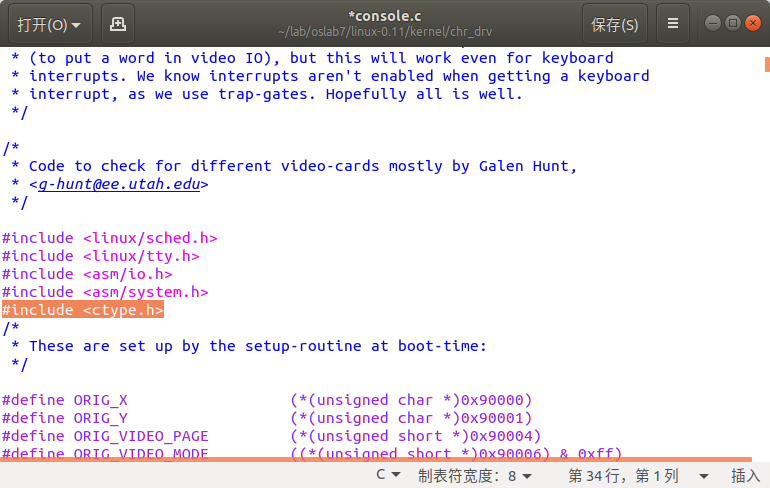 打开(O)
*console.c
~/lab/oslab7/linux-0.11/kernel/chr_drv
保存(S)
* (to put a word in video IO), but this will work even for keyboard
* interrupts. We know interrupts aren't enabled when getting a keyboard
* interrupt, as we use trap-gates. Hopefully all is well.
*/
/*
* Code to check for different video-cards mostly by Galen Hunt,
* <g-hunt@ee.utah.edu>
*/
#include <linux/sched.h>
#include <linux/tty.h>
#include <asm/io.h>
#include <asm/system.h>
#include <ctype.h>
/*
* These are set up by the setup-routine at boot-time:
*/
#define ORIG_X (*(unsigned char *)0x90000)
#define ORIG_Y (*(unsigned char *)0x90001)
#define ORIG_VIDEO_PAGE (*(unsigned short *)0x90004)
#define ORIG_VIDEO_MODE ((*(unsigned short *)0x90006) & 0xff)
C 制表符宽度：8 第 34 行，第 1 列 插入